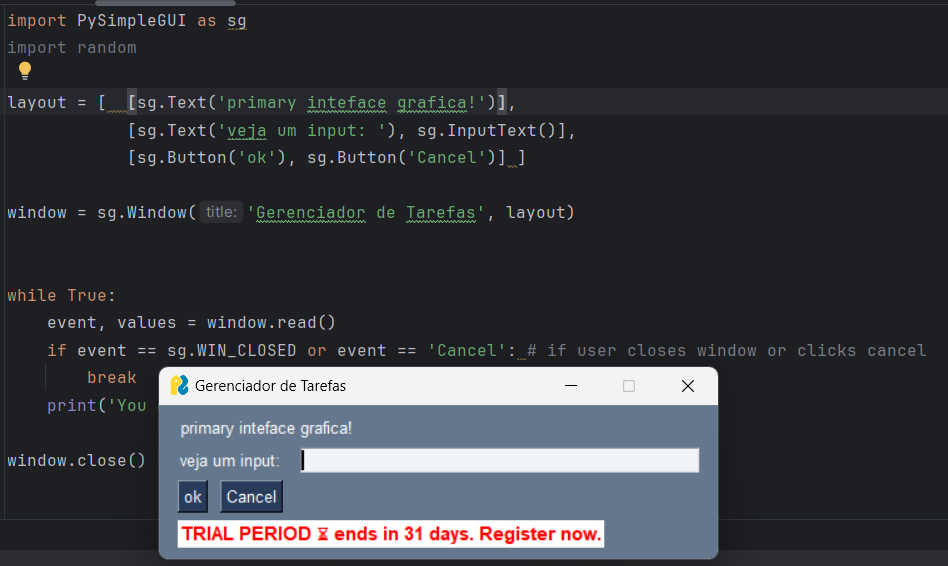 import PySimpleGUI as sg
import random
layout = [ [sg.Text('primary inteface grafica!')],
[sg.Text('veja um input: '), sg.InputText()],
[sg.Button('ok'), sg.Button('Cancel')] ]
window = sg.Window( title: 'Gerenciador de Tarefas', layout)
while True:
event, values = window.read()
if event == sg.WIN_CLOSED or event == 'Cancel': # if user closes window or clicks cancel
break
print('You
window.close()
Gerenciador de Tarefas
primary inteface grafica!
veja um input:
ok Cancel
TRIAL PERIOD ⏳ ends in 31 days. Register now.